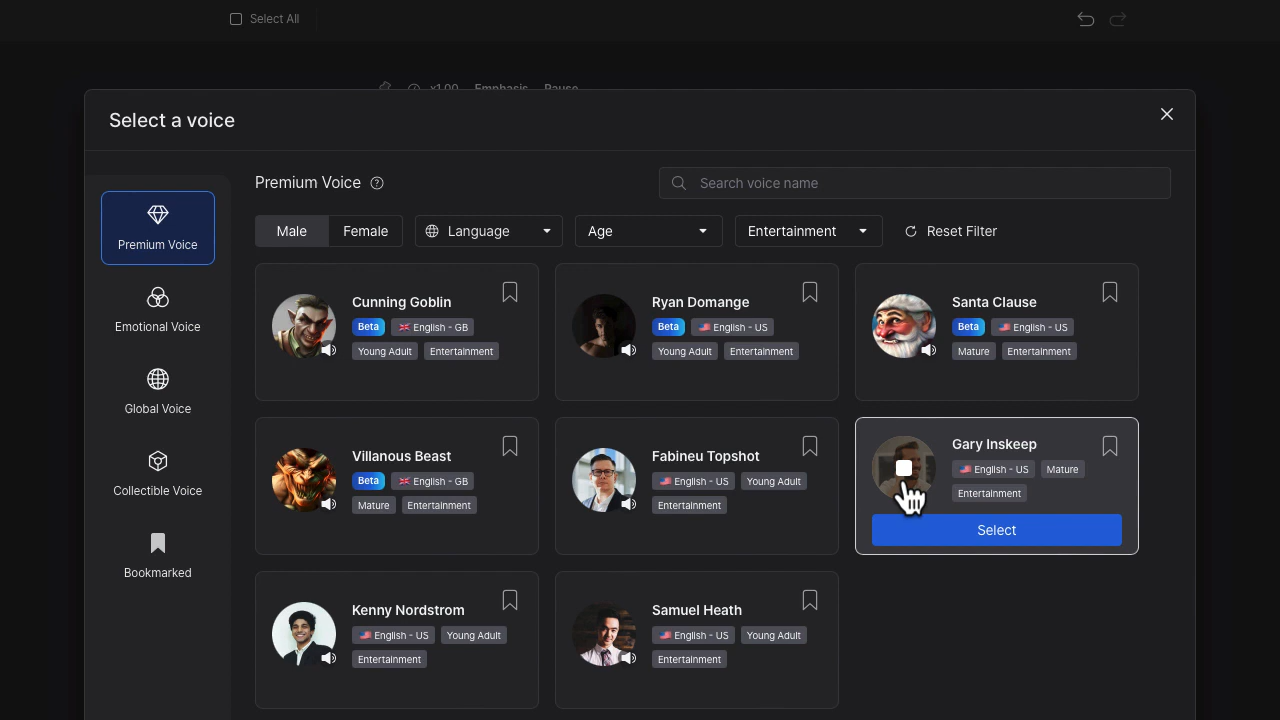 Select All
x1.00 Emphasis Pause
Select a voice
Premium Voice
Emotional Voice
Global Voice
Collectible Voice
Bookmarked
Premium Voice
Search voice name
Male Female Language Age Entertainment Reset Filter
Cunning Goblin
Beta English - GB
Young Adult Entertainment
Ryan Domange
Beta English - US
Young Adult Entertainment
Santa Clause
Beta English - US
Mature Entertainment
Villanous Beast
Beta English - GB
Mature Entertainment
Fabineu Topshot
English - US Young Adult
Entertainment
Gary Inskeep
English - US Mature
Entertainment
Select
Kenny Nordstrom
English - US Young Adult
Entertainment
Samuel Heath
English - US Young Adult
Entertainment